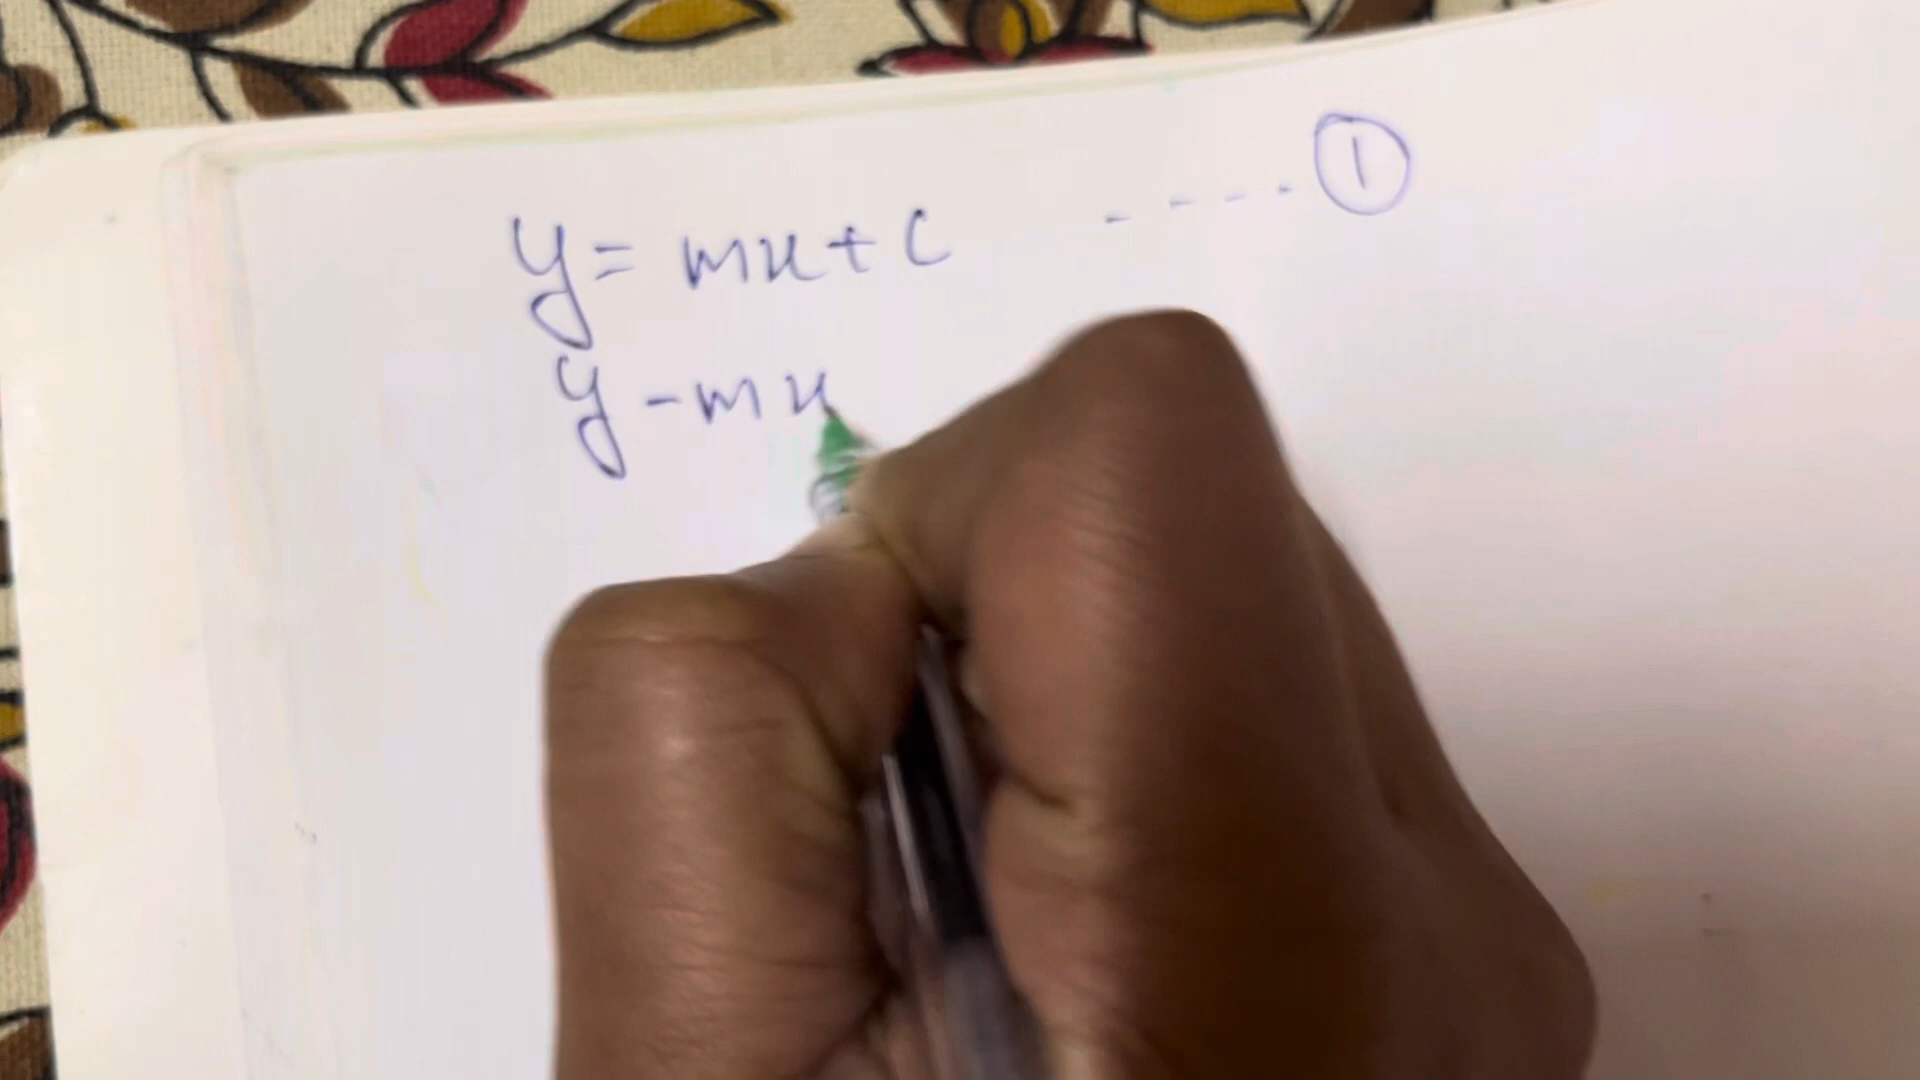 y = mx + c ---- ①
y - mx